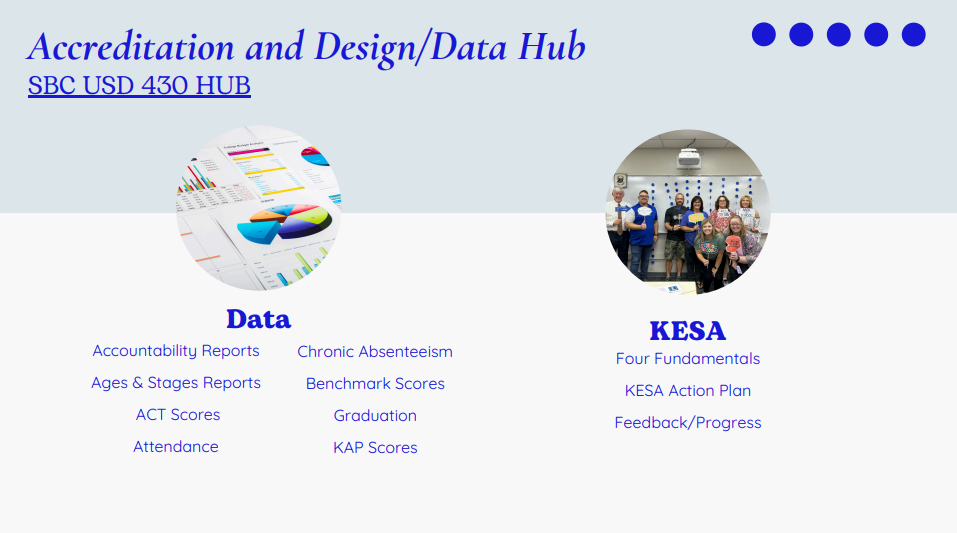 Accreditation and Design/Data Hub
SBC USD 430 HUB
Data
Accountability Reports
Ages & Stages Reports
ACT Scores
Attendance
Chronic Absenteeism
Benchmark Scores
Graduation
KAP Scores
KESA
Four Fundamentals
KESA Action Plan
Feedback/Progress